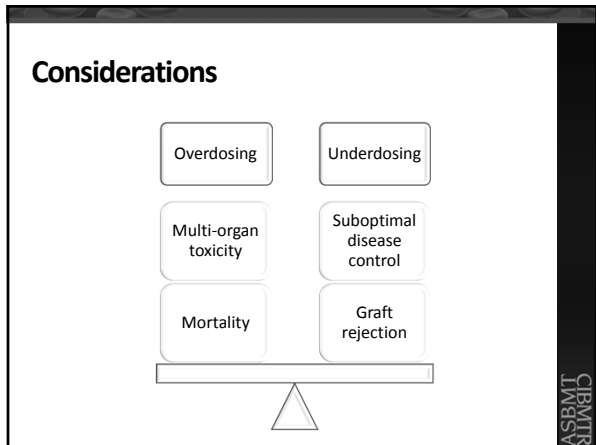 Considerations
Overdosing
Underdosing
Multi-organ
toxicity
Suboptimal
disease
control
Mortality
Graft
rejection
CIBMTR
ASBMT